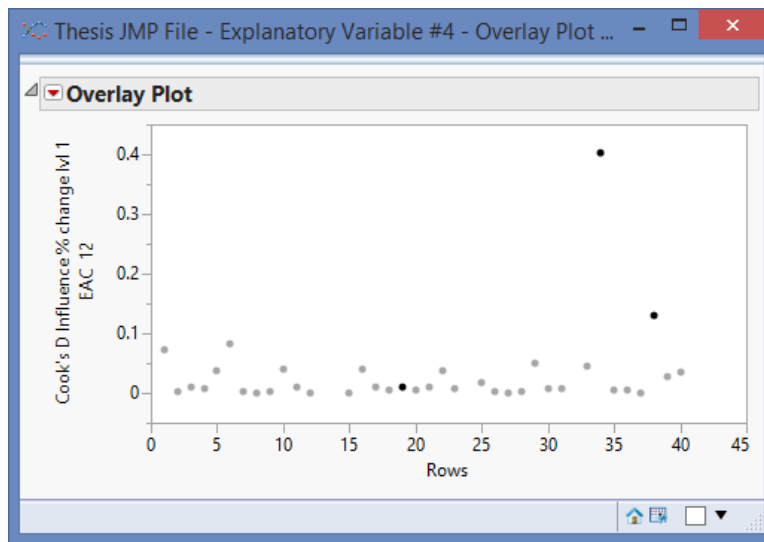 Thesis JMP File - Explanatory Variable #4 - Overlay Plot ...
Overlay Plot
Cook's D Influence % change lvl 1
EAC 12
0.4
0.3
0.2
0.1
0
0 5 10 15 20 25 30 35 40 45
Rows